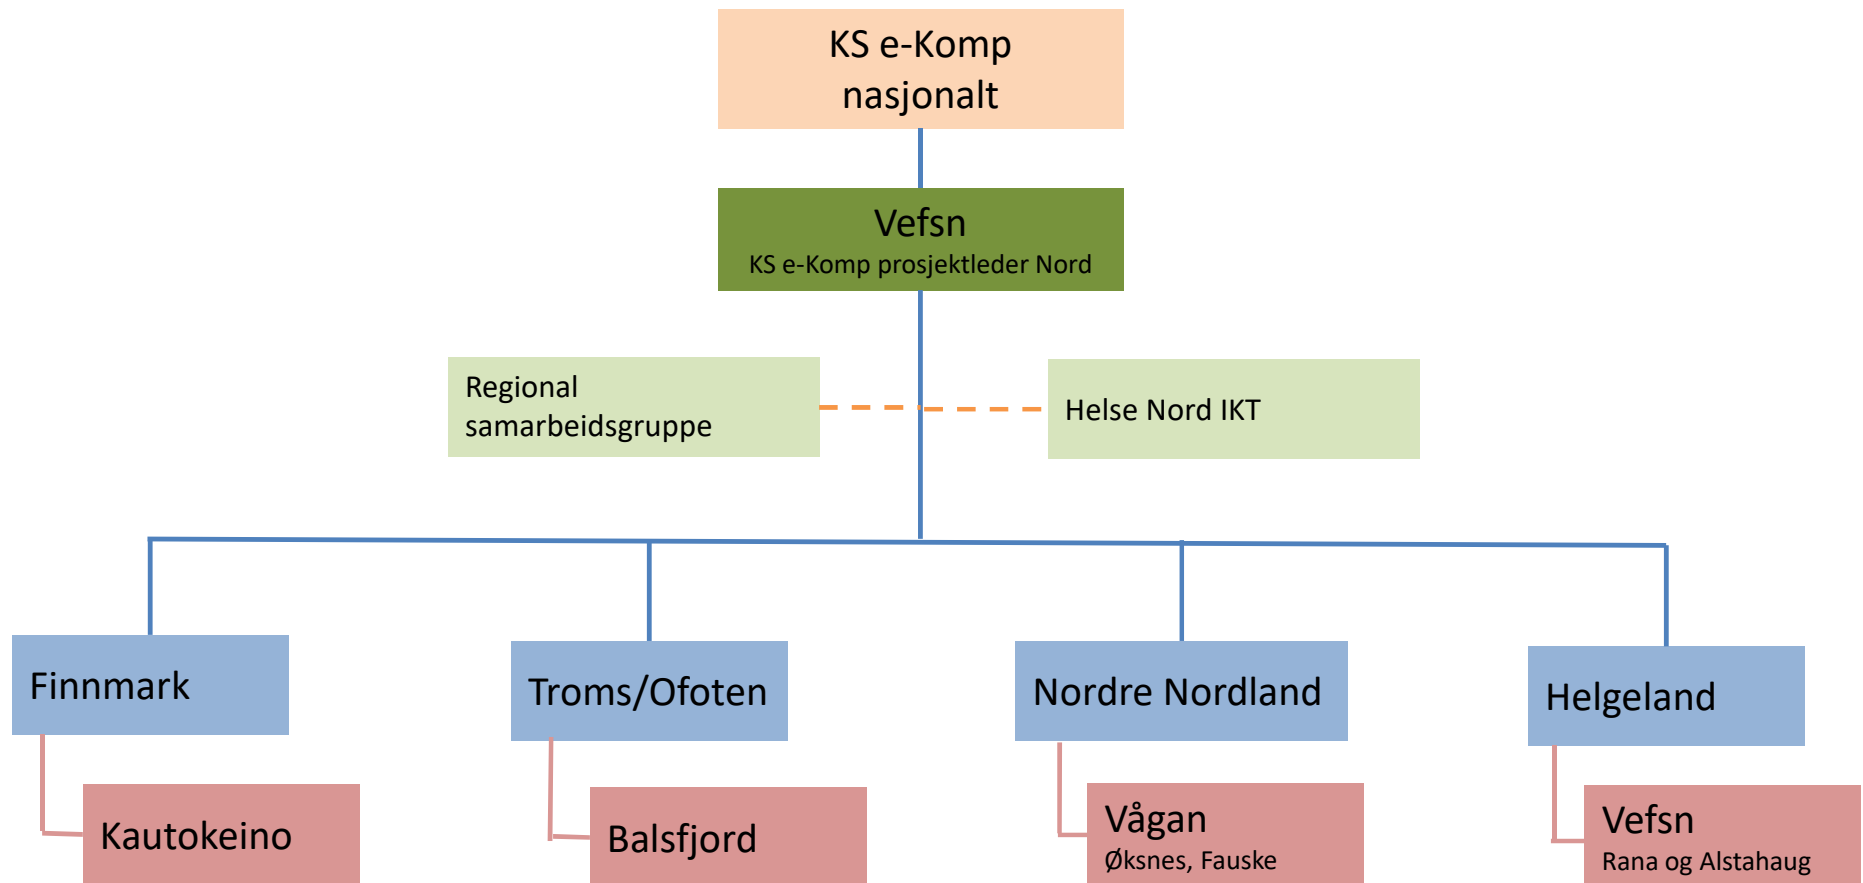 KS e-Komp
nasjonalt
Vefsn
KS e-Komp prosjektleder Nord
Regional
samarbeidsgruppe
Helse Nord IKT
Finnmark
Troms/Ofoten
Nordre Nordland
Helgeland
Kautokeino
Balsfjord
Vågan
Øksnes, Fauske
Vefsn
Rana og Alstahaug